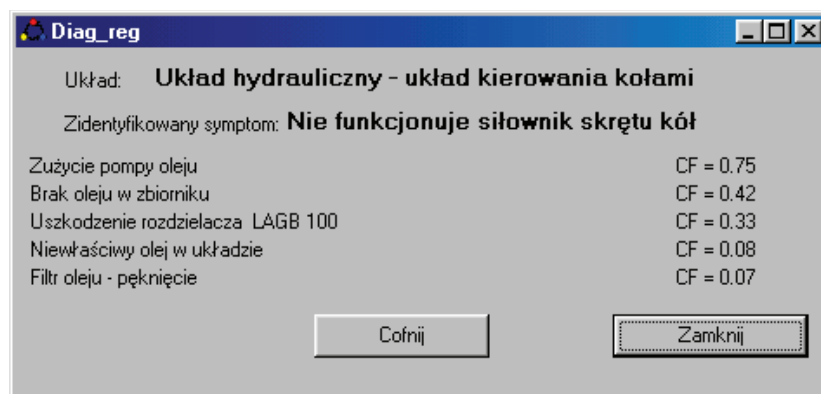 Diag_reg
Układ: Układ hydrauliczny - układ kierowania kołami
Zidentyfikowany symptom: Nie funkcjonuje siłownik skrętu kół
Zużycie pompy oleju CF = 0.75
Brak oleju w zbiorniku CF = 0.42
Uszkodzenie rozdzielacza LAGB 100 CF = 0.33
Niewłaściwy olej w układzie CF = 0.08
Filtr oleju - pęknięcie CF = 0.07
Cofnij Zamknij